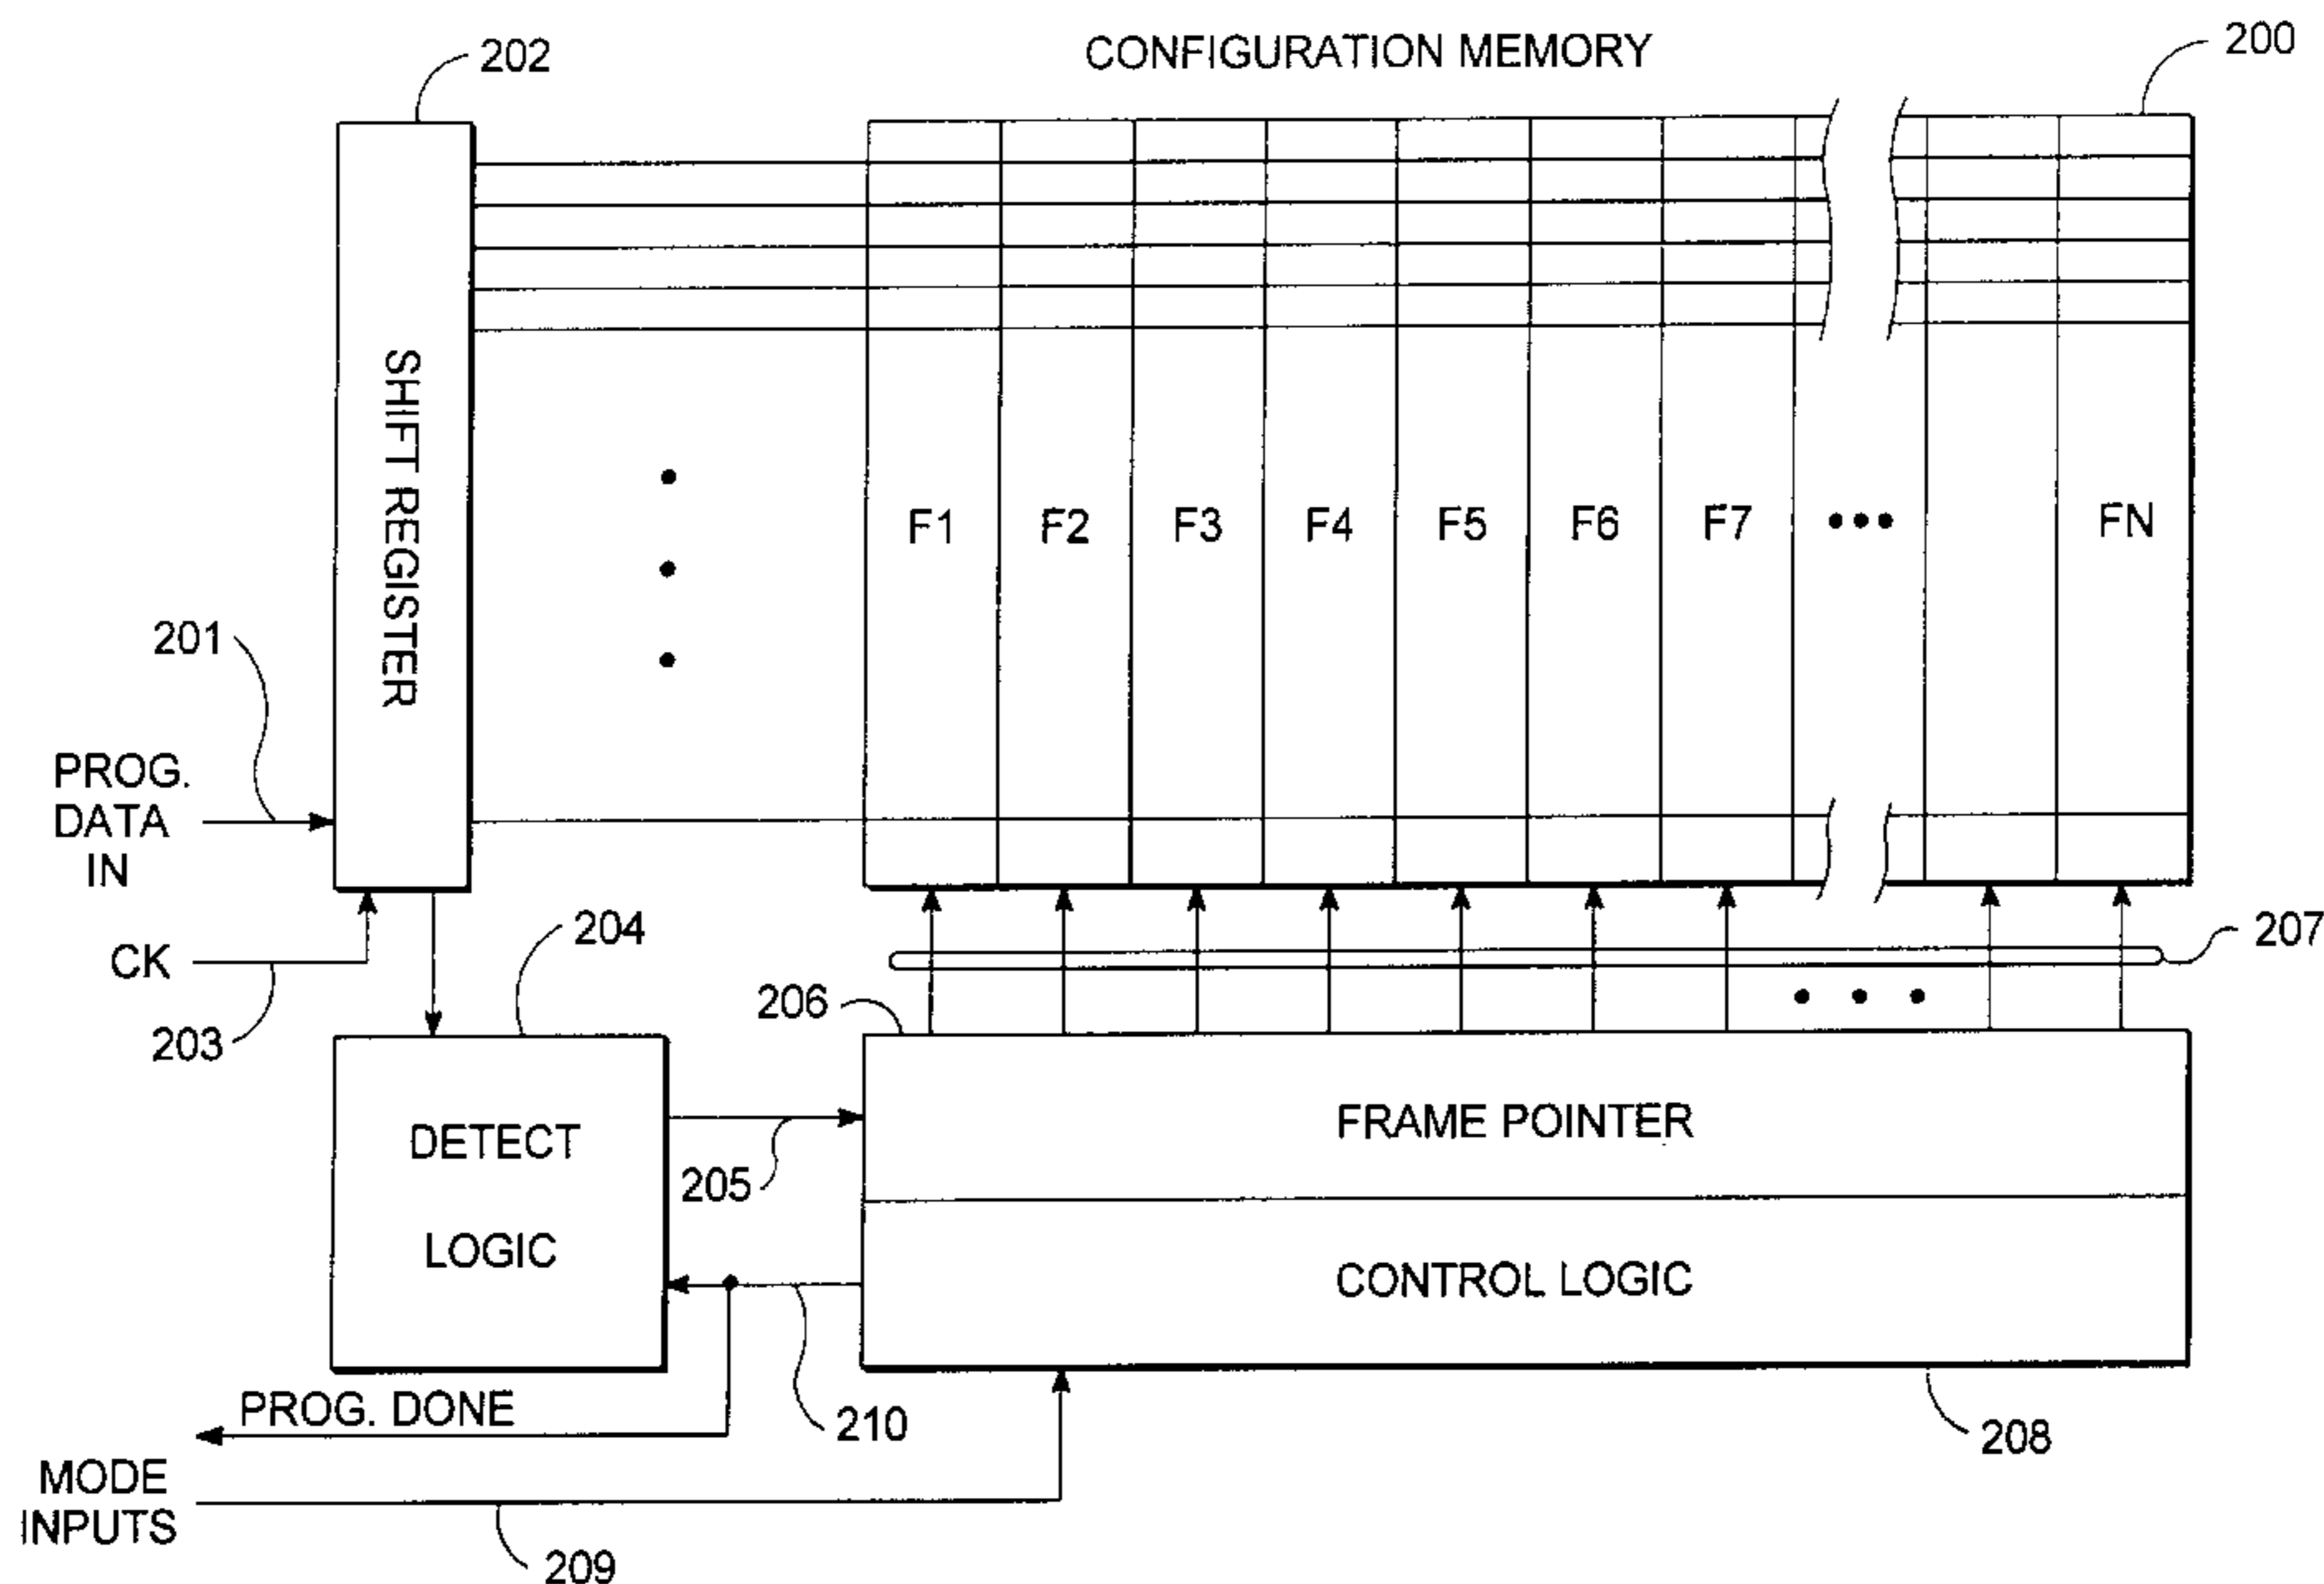 202
CONFIGURATION MEMORY
200
SHIFT REGISTER
F1 F2 F3 F4 F5 F6 F7 ••• FN
201
PROG.
DATA
IN
CK
203
204
207
206
DETECT
LOGIC
205
FRAME POINTER
CONTROL LOGIC
PROG. DONE
210
208
MODE
INPUTS
209